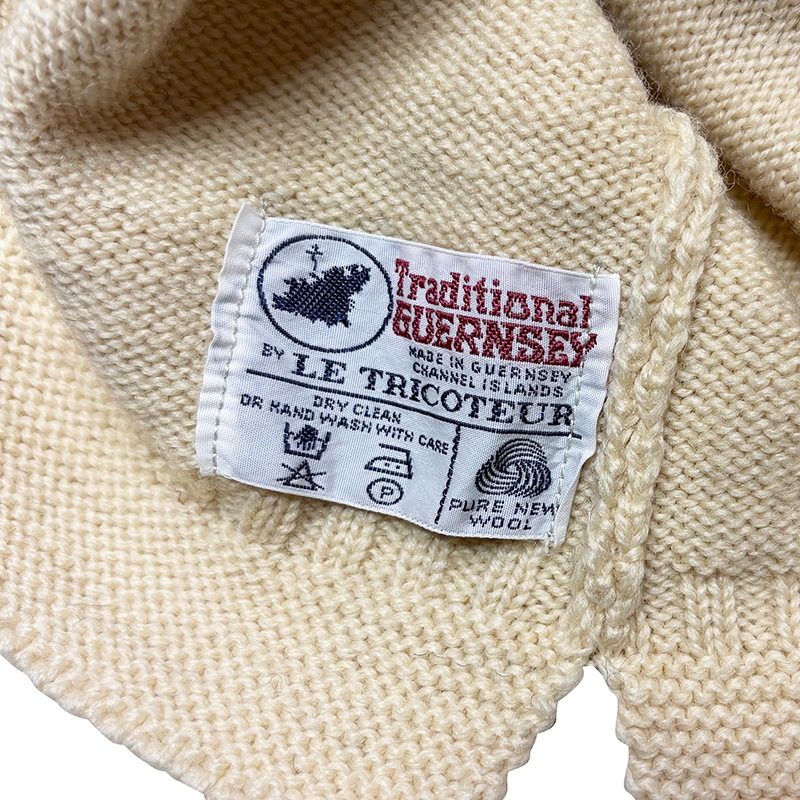 Traditional
GUERNSEY
MADE IN GUERNSEY
CHANNEL ISLANDS
BY LE TRICOTEUR
DRY CLEAN
OR HAND WASH WITH CARE
P
PURE NEW
WOOL